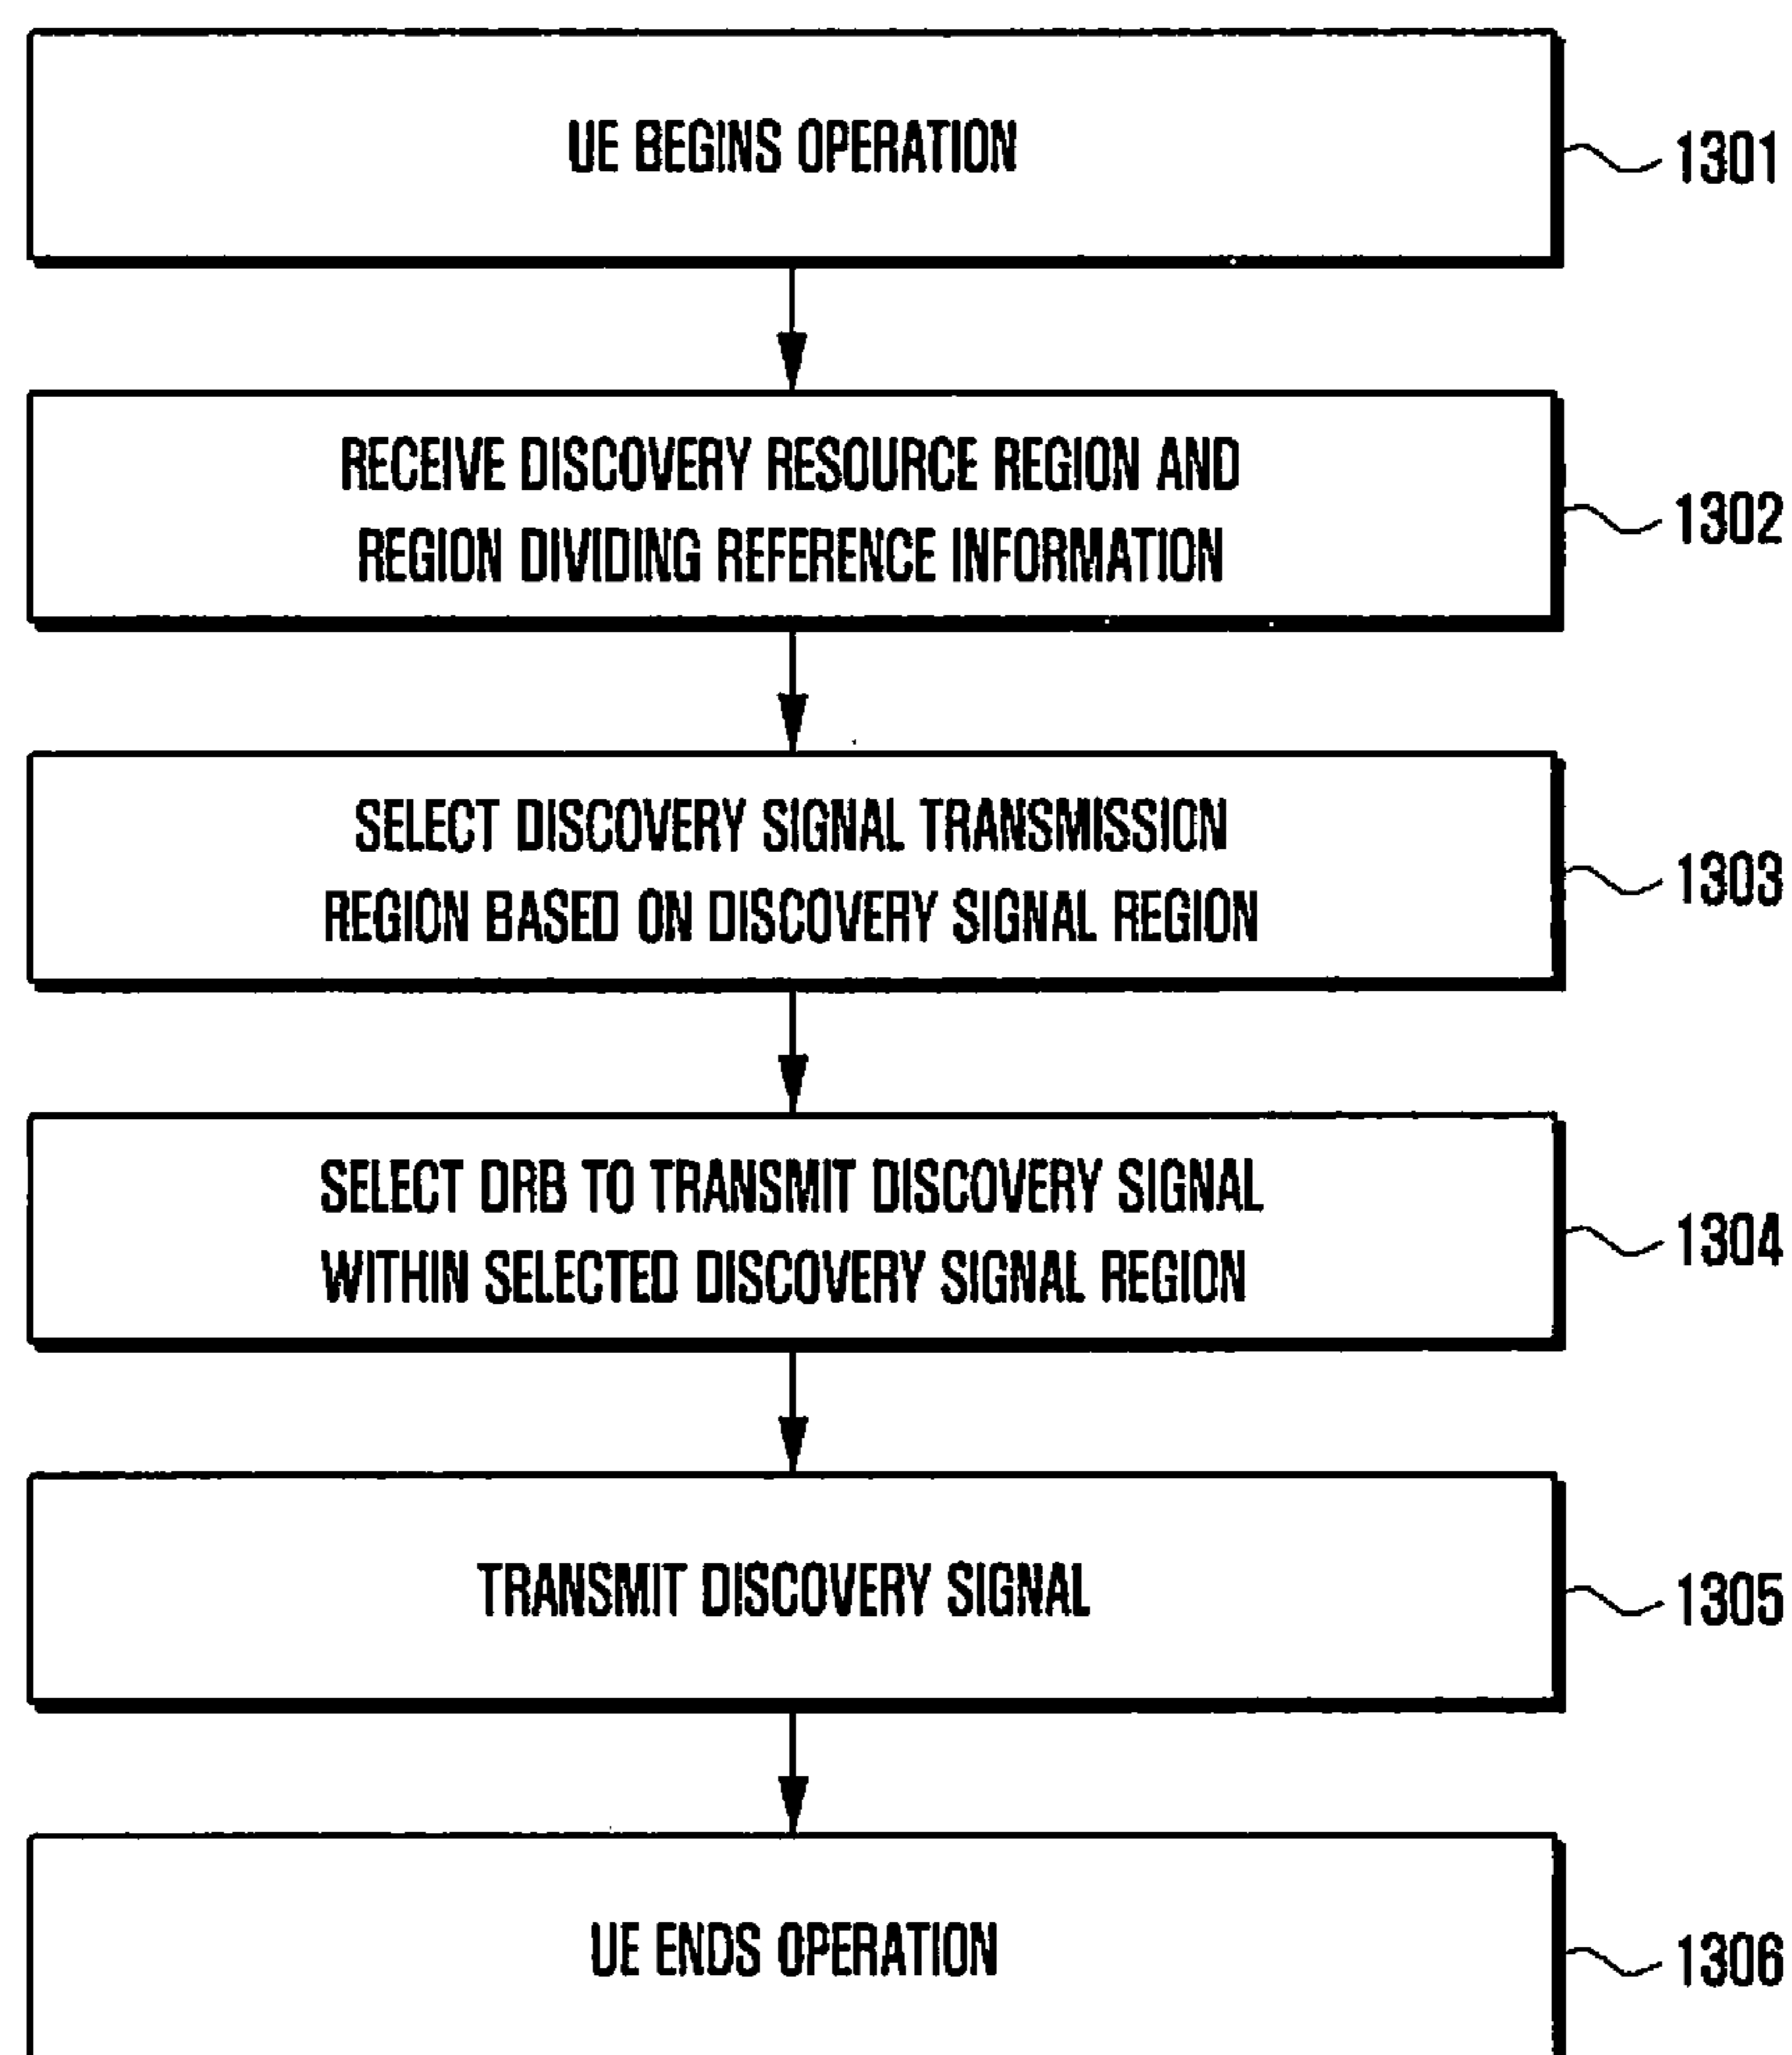 UE BEGINS OPERATION
1301
RECEIVE DISCOVERY RESOURCE REGION AND
REGION DIVIDING REFERENCE INFORMATION
1302
SELECT DISCOVERY SIGNAL TRANSMISSION
REGION BASED ON DISCOVERY SIGNAL REGION
1303
SELECT DRB TO TRANSMIT DISCOVERY SIGNAL
WITHIN SELECTED DISCOVERY SIGNAL REGION
1304
TRANSMIT DISCOVERY SIGNAL
1305
UE ENDS OPERATION
1306